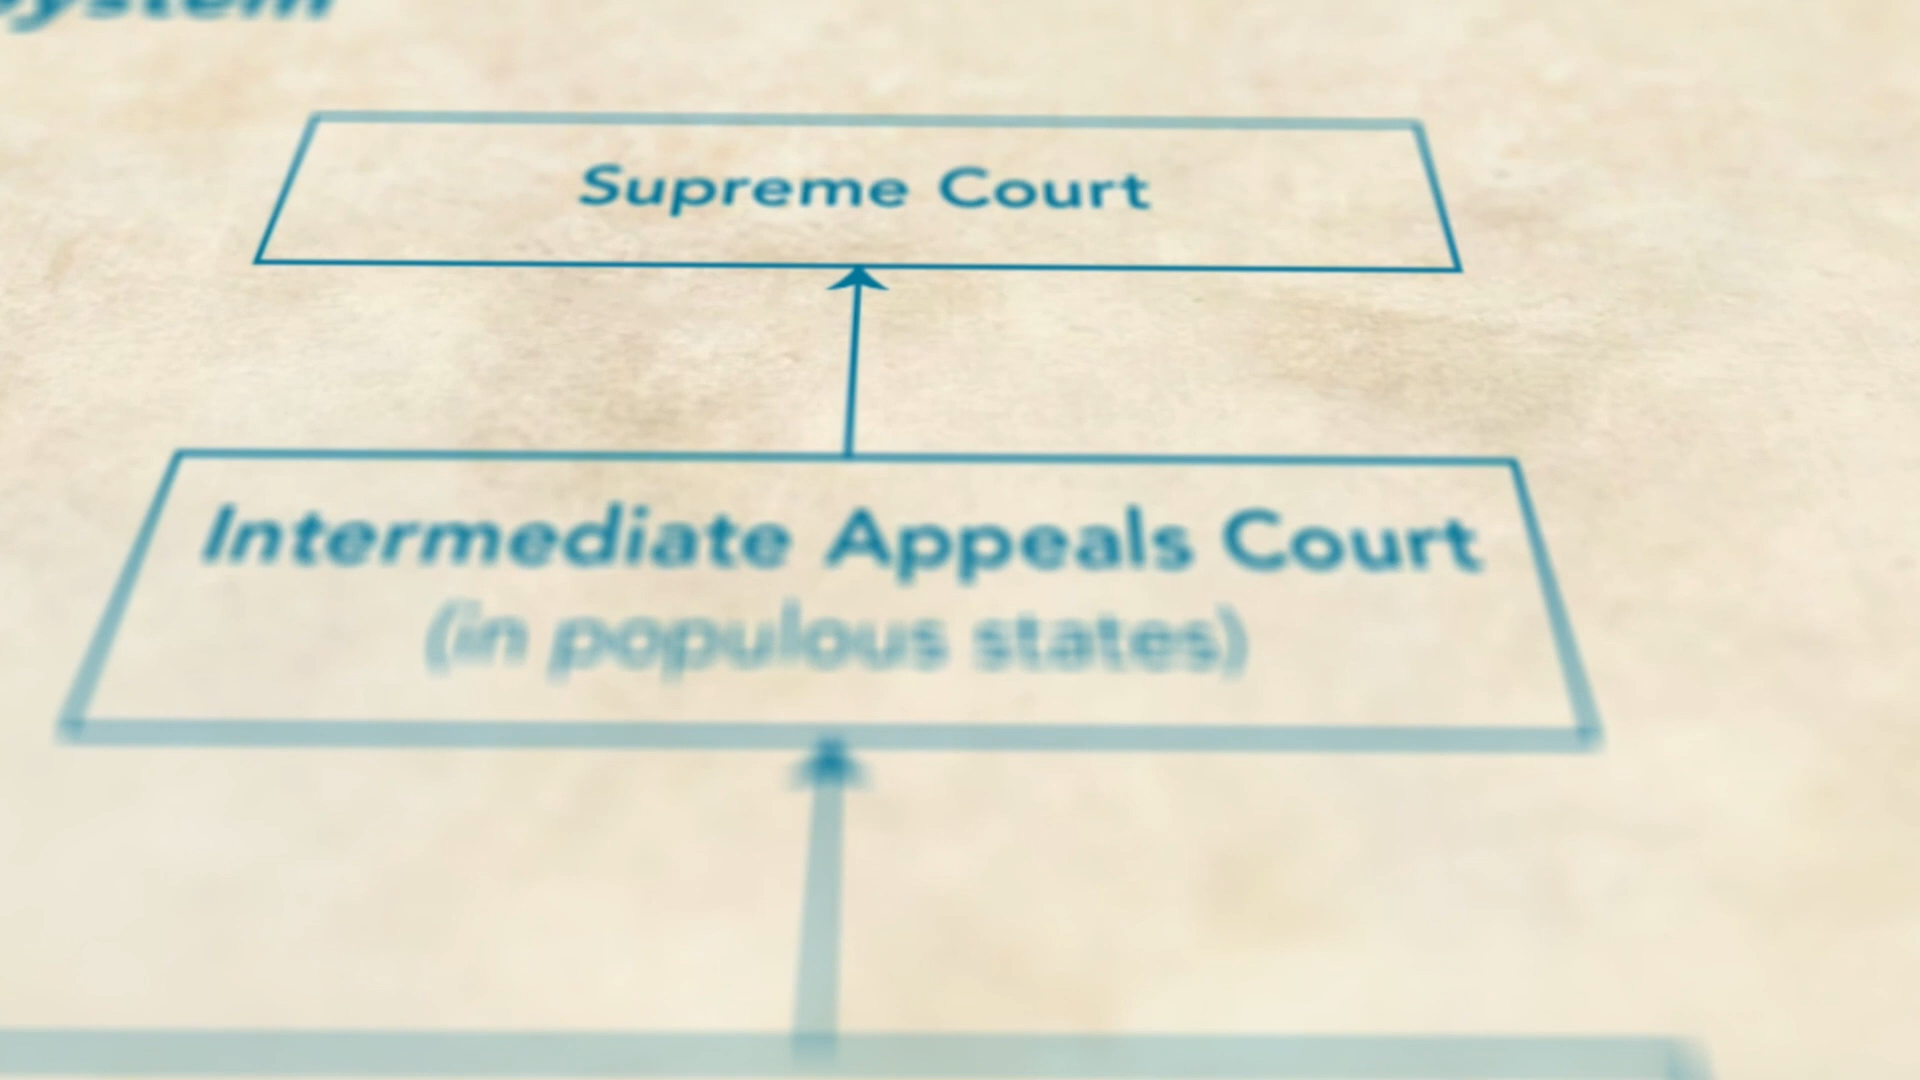 Supreme Court
Intermediate Appeals Court
(in populous states)